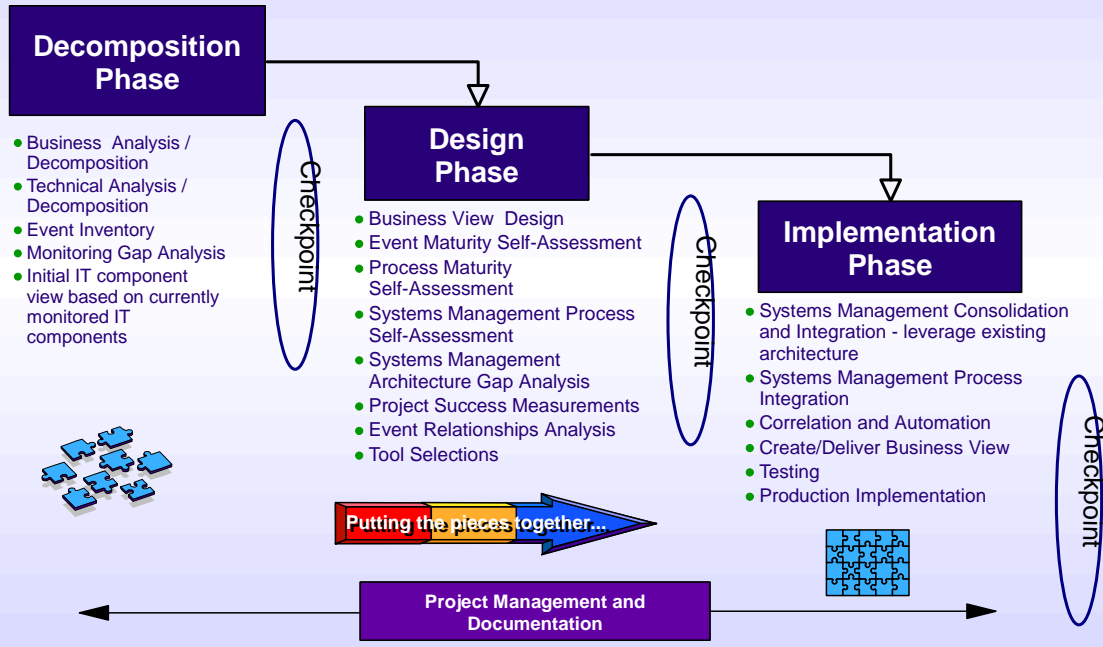 Decomposition
Phase
● Business Analysis /
Decomposition
● Technical Analysis /
Decomposition
● Event Inventory
● Monitoring Gap Analysis
● Initial IT component
view based on currently
monitored IT
components
Checkpoint
Design
Phase
● Business View Design
● Event Maturity Self-Assessment
● Process Maturity
Self-Assessment
● Systems Management Process
Self-Assessment
● Systems Management
Architecture Gap Analysis
● Project Success Measurements
● Event Relationships Analysis
● Tool Selections
Checkpoint
Implementation
Phase
● Systems Management Consolidation
and Integration - leverage existing
architecture
● Systems Management Process
Integration
● Correlation and Automation
● Create/Deliver Business View
● Testing
● Production Implementation
Checkpoint
Putting the pieces together...
Project Management and
Documentation